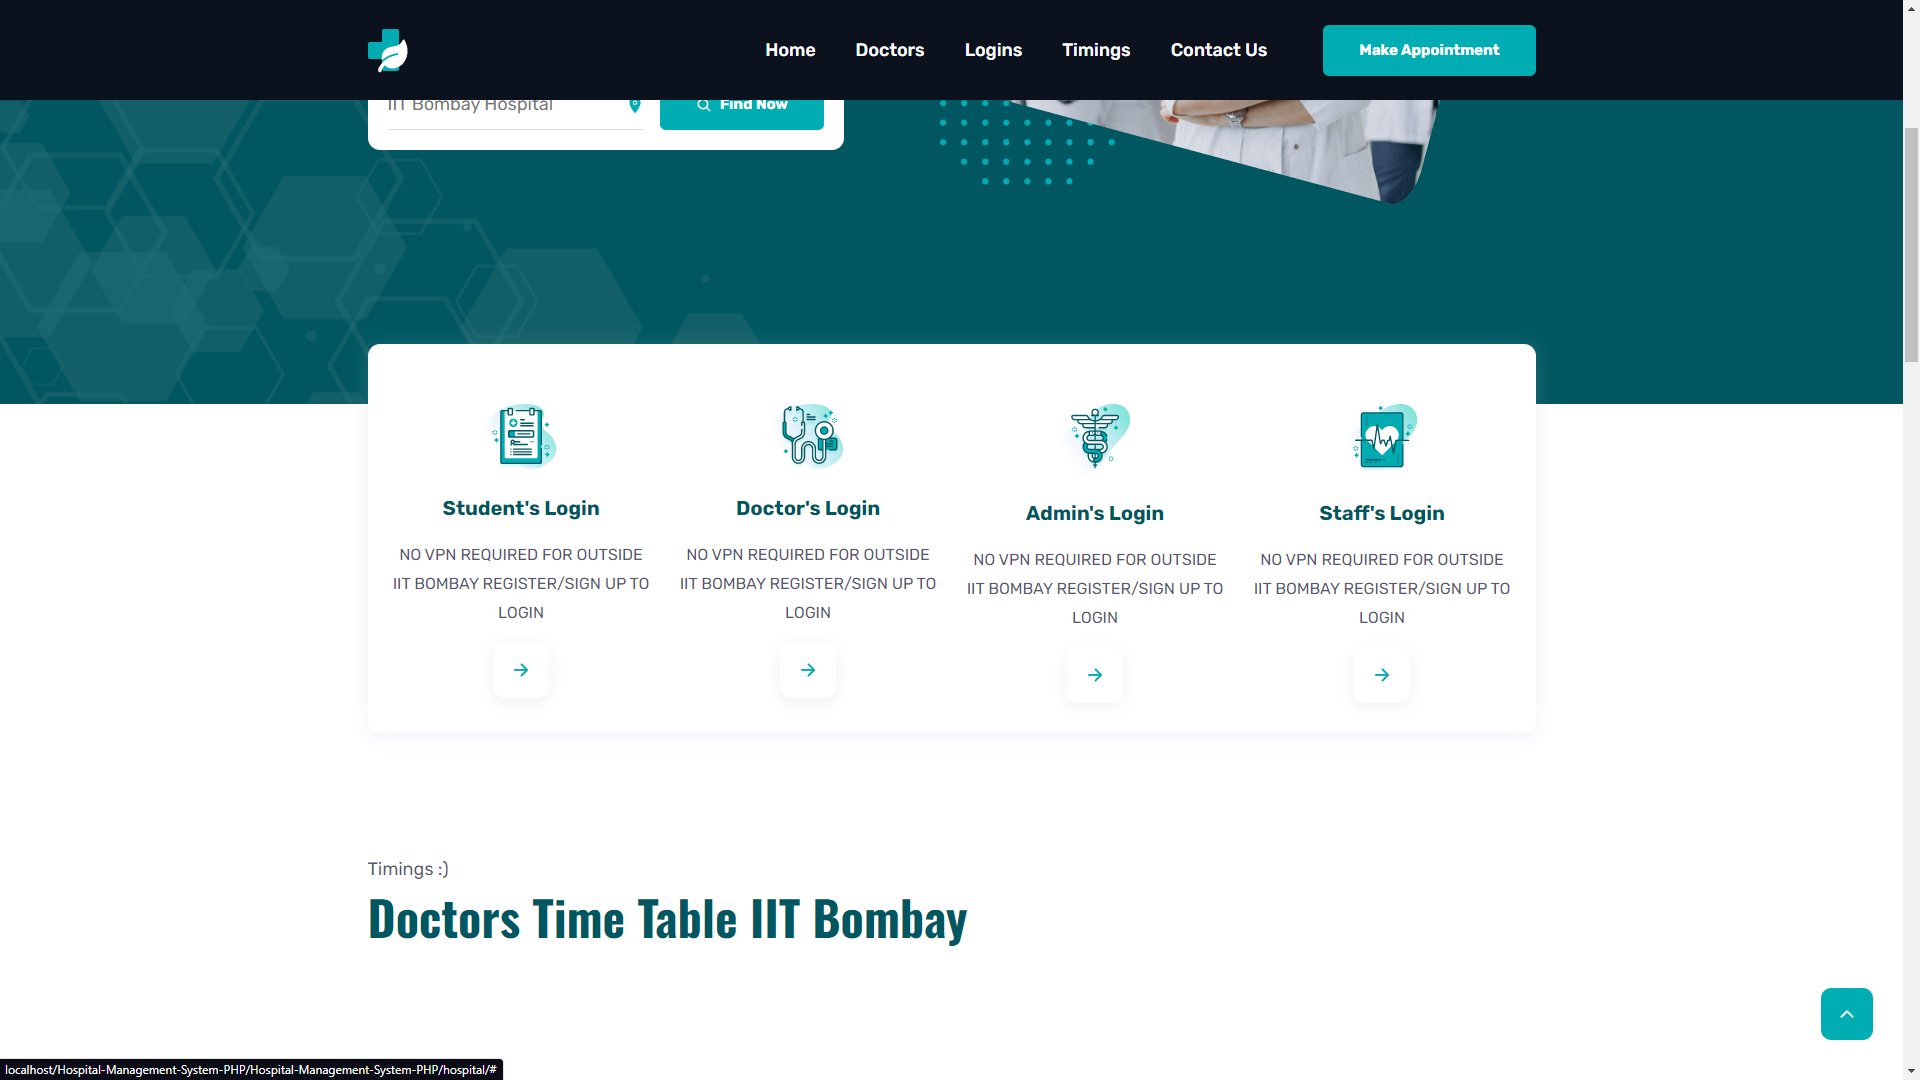 Home Doctors Logins Timings Contact Us Make Appointment
IIT Bombay Hospital Find Now
Student's Login
NO VPN REQUIRED FOR OUTSIDE
IIT BOMBAY REGISTER/SIGN UP TO
LOGIN
Doctor's Login
NO VPN REQUIRED FOR OUTSIDE
IIT BOMBAY REGISTER/SIGN UP TO
LOGIN
Admin's Login
NO VPN REQUIRED FOR OUTSIDE
IIT BOMBAY REGISTER/SIGN UP TO
LOGIN
Staff's Login
NO VPN REQUIRED FOR OUTSIDE
IIT BOMBAY REGISTER/SIGN UP TO
LOGIN
Timings :)
Doctors Time Table IIT Bombay
localhost/Hospital-Management-System-PHP/Hospital-Management-System-PHP/hospital/#